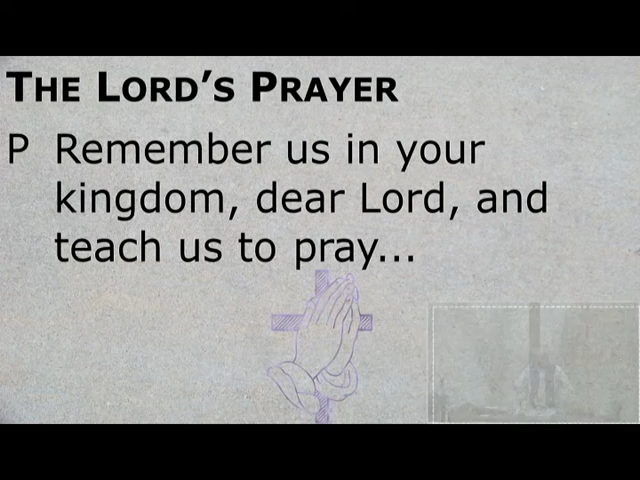 THE LORD'S PRAYER
P Remember us in your
kingdom, dear Lord, and
teach us to pray...